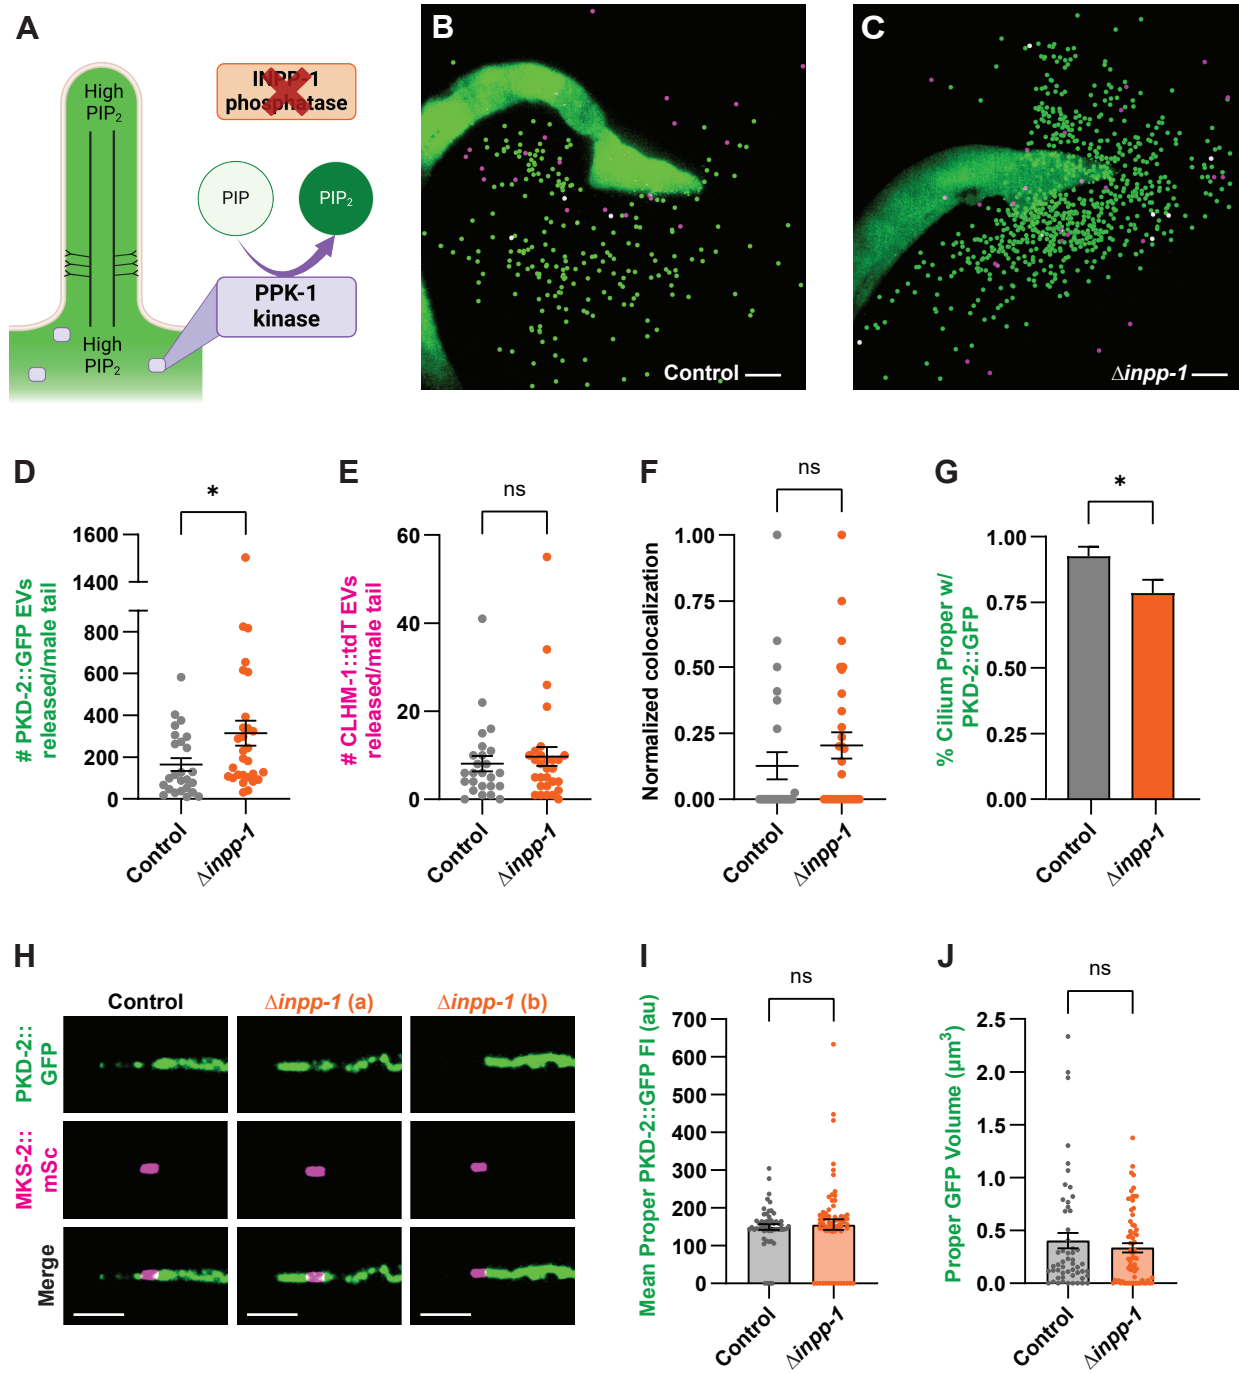 A
High
PIP2
High
PIP2
INPP-1
phosphatase
PIP
PIP2
PPK-1
kinase
B
Control
C
Δinpp-1
D
# PKD-2::GFP EVs
released/male tail
1600
1400
800
600
400
200
0
*
Control
Δinpp-1
E
# CLHM-1::tdT EVs
released/male tail
60
40
20
0
ns
Control
Δinpp-1
F
Normalized colocalization
1.00
0.75
0.50
0.25
0.00
ns
Control
Δinpp-1
G
% Cilium Proper w/
PKD-2::GFP
1.00
0.75
0.50
0.25
0.00
*
Control
Δinpp-1
H
Control
Δinpp-1 (a)
Δinpp-1 (b)
PKD-2::
GFP
MKS-2::
mSc
Merge
I
Mean Proper PKD-2::GFP FI (au)
700
600
500
400
300
200
100
0
ns
Control
Δinpp-1
J
Proper GFP Volume (µm³)
2.5
2.0
1.5
1.0
0.5
0.0
ns
Control
Δinpp-1